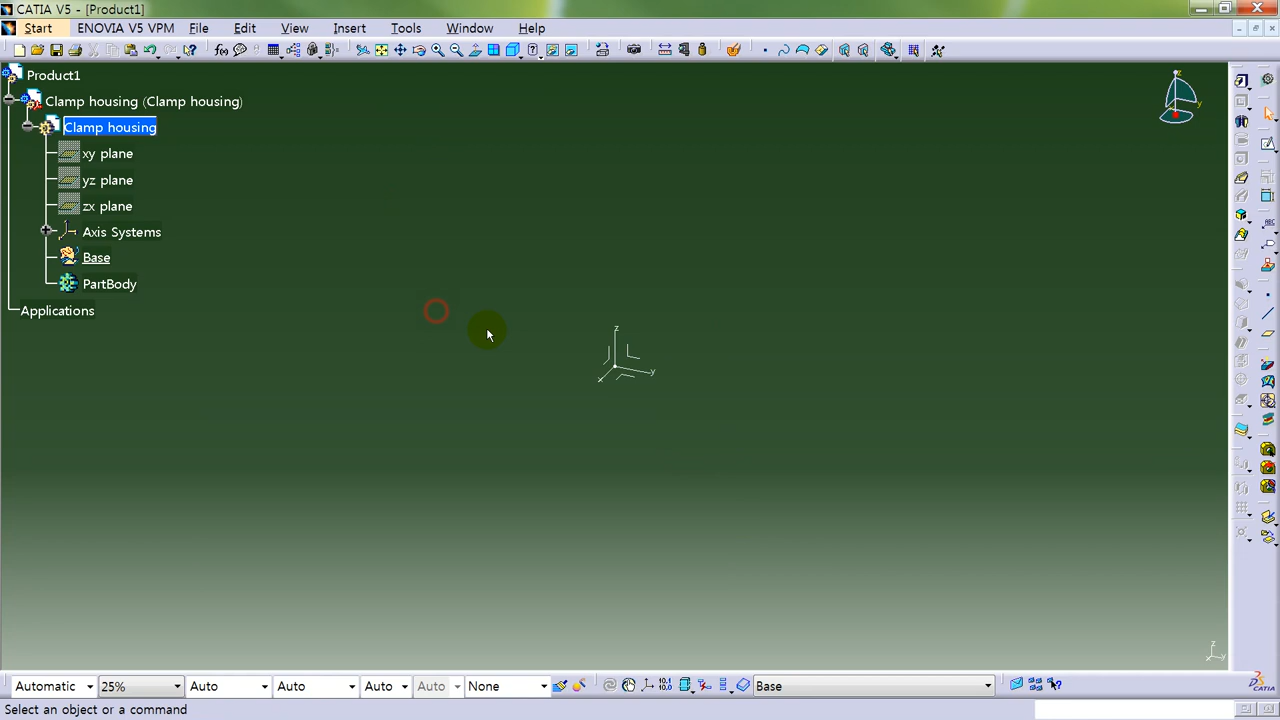 CATIA V5 - [Product1]
Start ENOVIA V5 VPM File Edit View Insert Tools Window Help
Product1
Clamp housing (Clamp housing)
Clamp housing
xy plane
yz plane
zx plane
Axis Systems
Base
PartBody
Applications
z
y
x
z
y
z
y
Automatic 25% Auto Auto Auto Auto None Base
Select an object or a command
CATIA